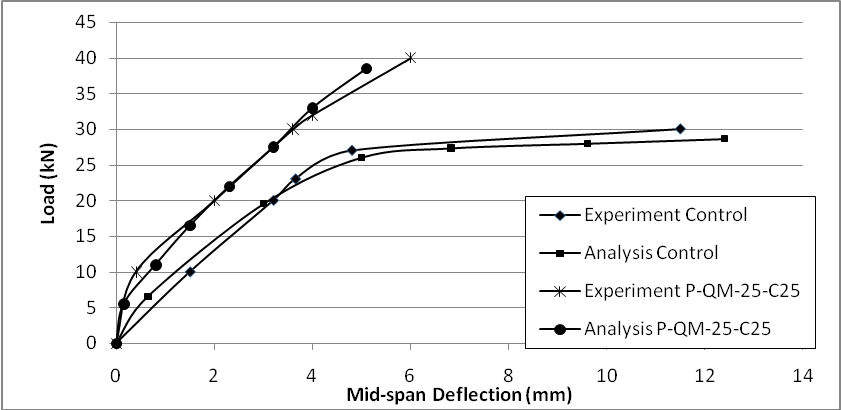 45
40
35
30
25
20
15
10
5
0
Load (kN)
0 2 4 6 8 10 12 14
Mid-span Deflection (mm)
Experiment Control
Analysis Control
Experiment P-QM-25-C25
Analysis P-QM-25-C25